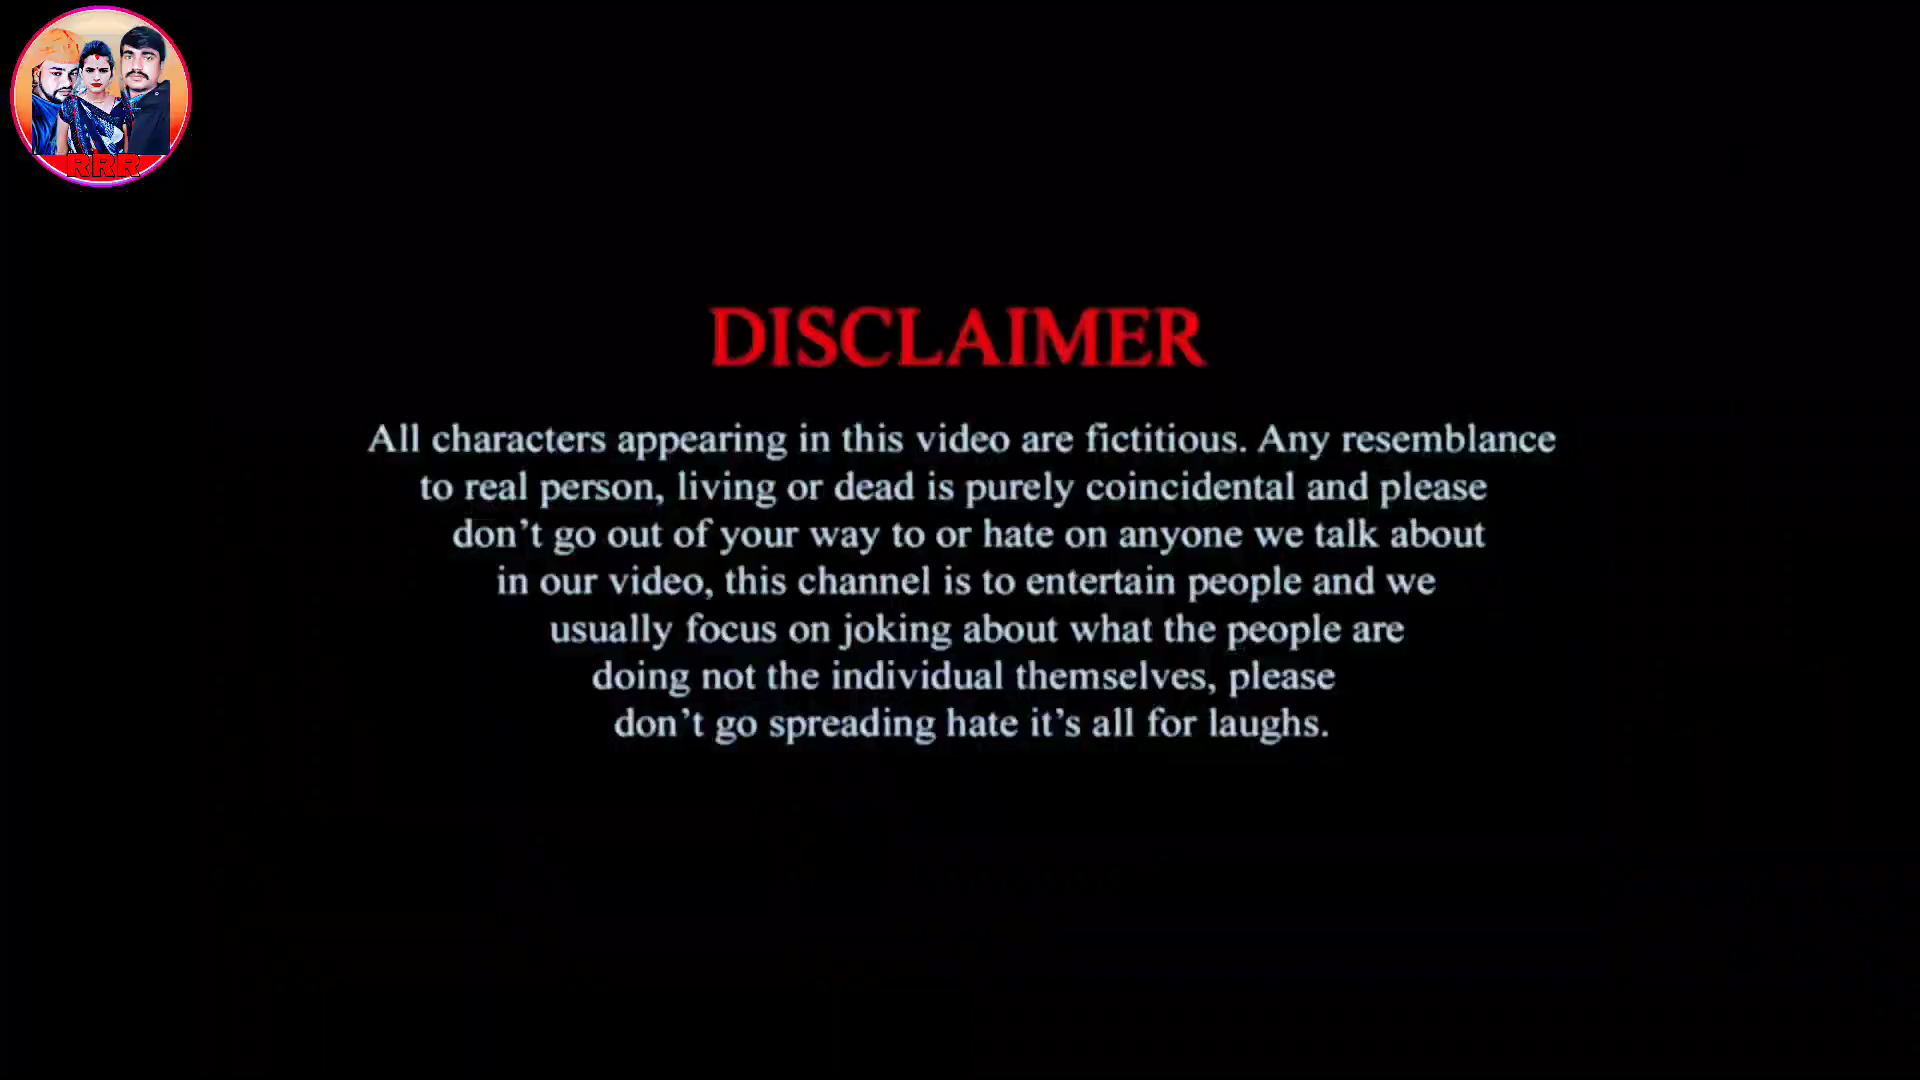 RRR
DISCLAIMER
All characters appearing in this video are fictitious. Any resemblance
to real person, living or dead is purely coincidental and please
don’t go out of your way to or hate on anyone we talk about
in our video, this channel is to entertain people and we
usually focus on joking about what the people are
doing not the individual themselves, please
don’t go spreading hate it’s all for laughs.